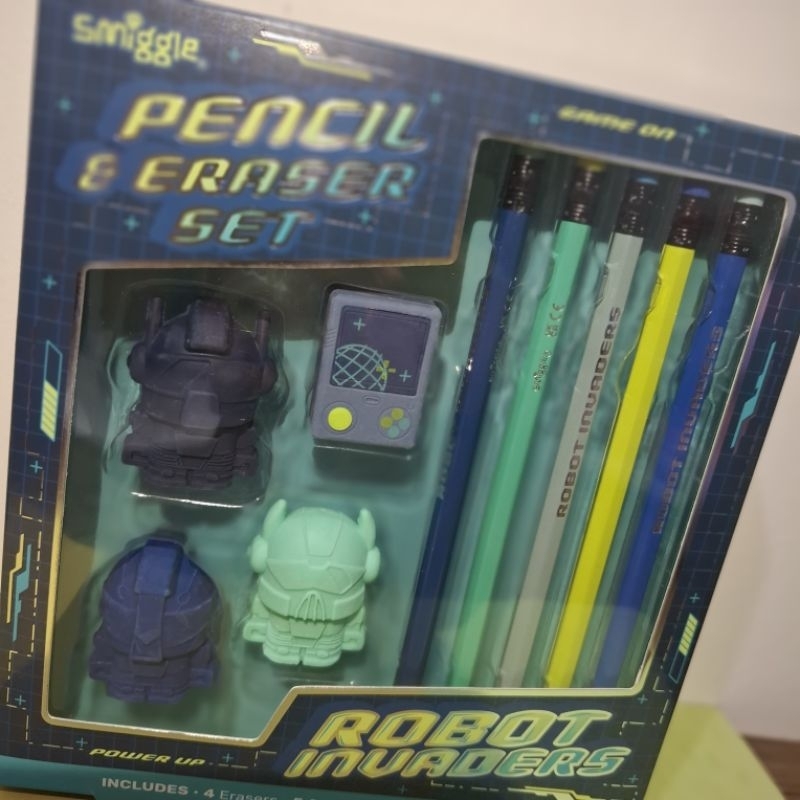 smiggle
PENCIL
& ERASER
SET
GAME ON
ROBOT INVADERS
ROBOT INVADERS
POWER UP
ROBOT
INVADERS
INCLUDES • 4 Erasers